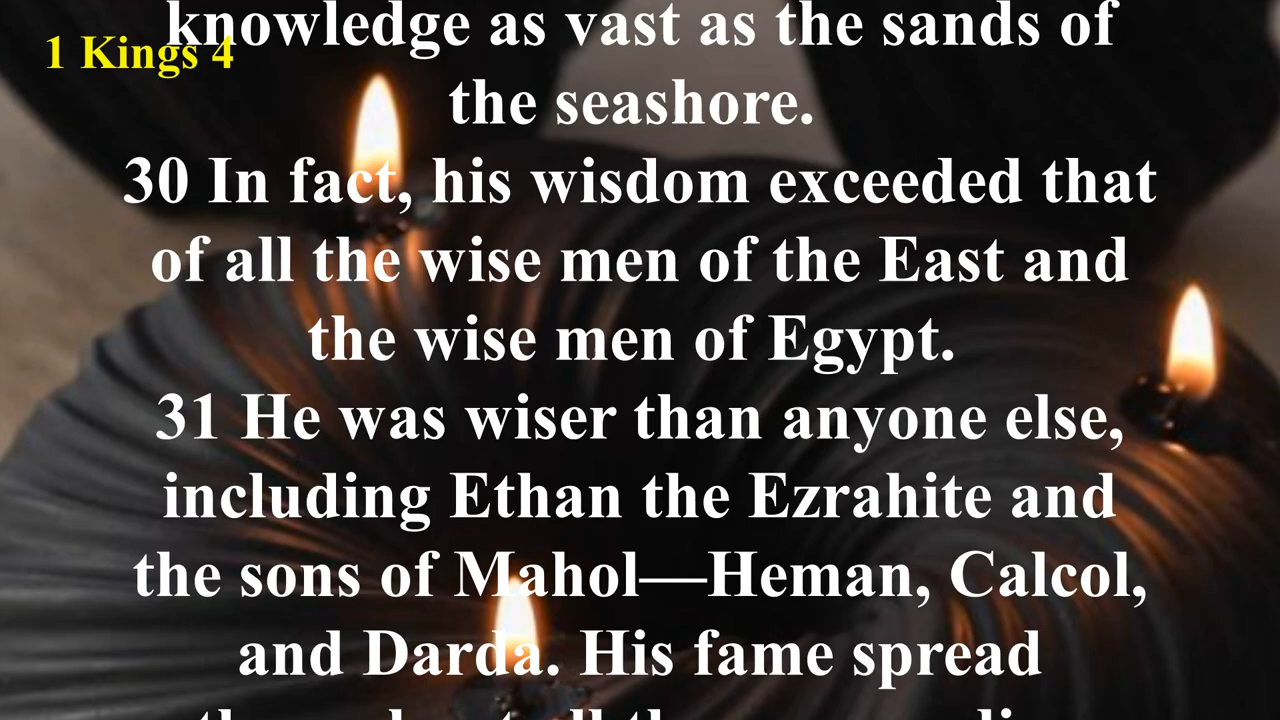 knowledge as vast as the sands of
1 Kings 4
the seashore.
30 In fact, his wisdom exceeded that
of all the wise men of the East and
the wise men of Egypt.
31 He was wiser than anyone else,
including Ethan the Ezrahite and
the sons of Mahol—Heman, Calcol,
and Darda. His fame spread